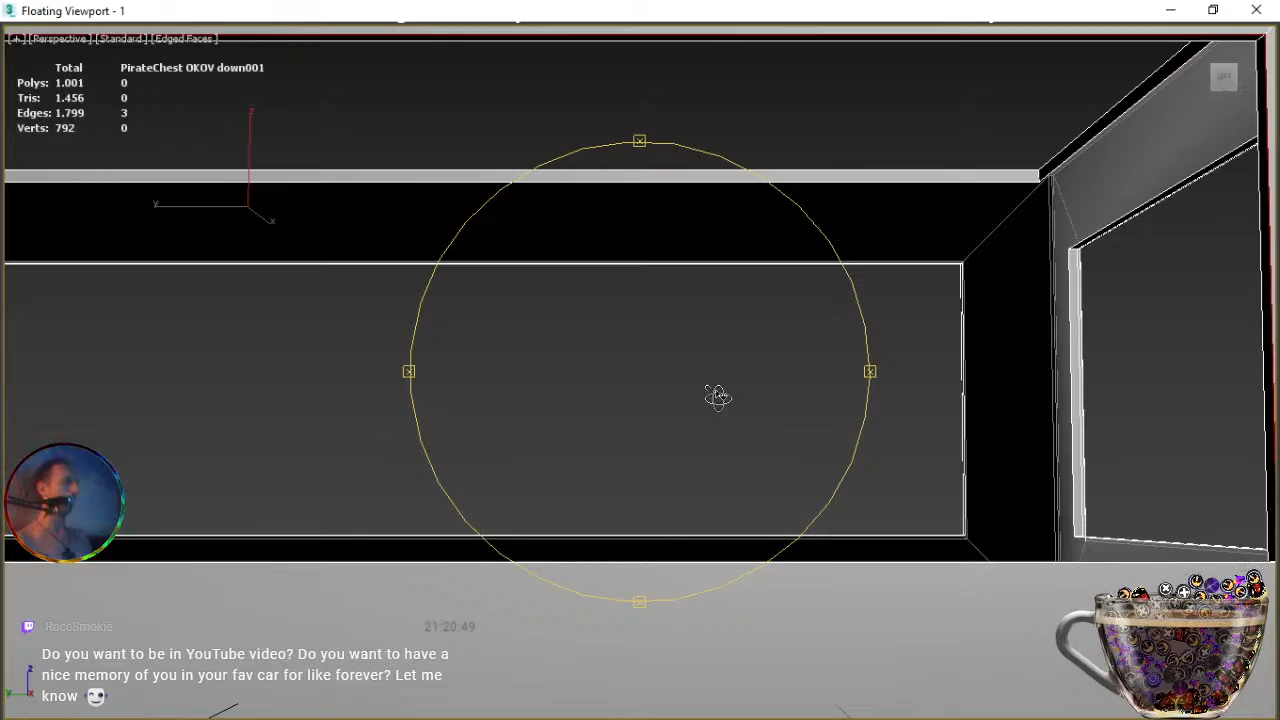 Floating Viewport - 1
[+] [Perspective] [Standard] [Edged Faces]
Total PirateChest OKOV down001
Polys: 1.001 0
Tris: 1.456 0
Edges: 1.799 3
Verts: 792 0
LEFT
z
y
x
RaceSmokie 21:20.49
Do you want to be in YouTube video? Do you want to have a
nice memory of you in your fav car for like forever? Let me
know
z
y x